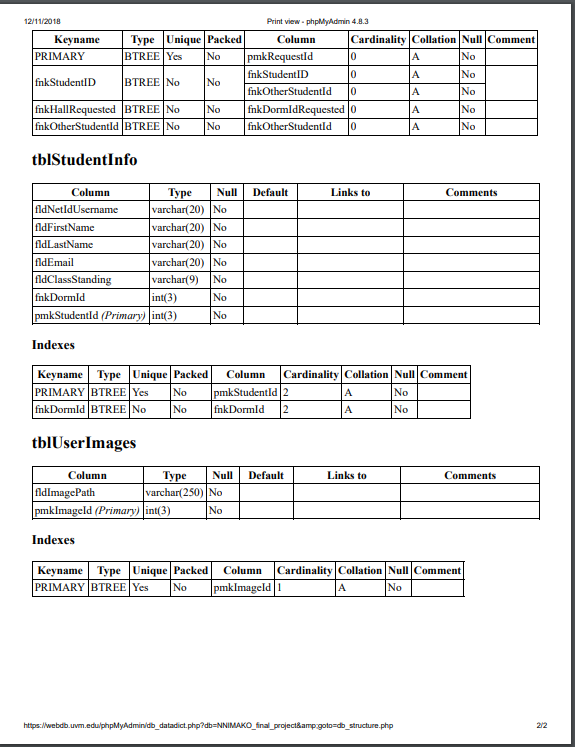 12/11/2018 Print view - phpMyAdmin 4.8.3
Keyname Type Unique Packed Column Cardinality Collation Null Comment
PRIMARY BTREE Yes No pmkRequestId 0 A No
fnkStudentID BTREE No No fnkStudentID 0 A No
fnkOtherStudentId 0 A No
fnkHallRequested BTREE No No fnkDormIdRequested 0 A No
fnkOtherStudentId BTREE No No fnkOtherStudentId 0 A No
tblStudentInfo
Column Type Null Default Links to Comments
fldNetIdUsername varchar(20) No
fldFirstName varchar(20) No
fldLastName varchar(20) No
fldEmail varchar(20) No
fldClassStanding varchar(9) No
fnkDormId int(3) No
pmkStudentId (Primary) int(3) No
Indexes
Keyname Type Unique Packed Column Cardinality Collation Null Comment
PRIMARY BTREE Yes No pmkStudentId 2 A No
fnkDormId BTREE No No fnkDormId 2 A No
tblUserImages
Column Type Null Default Links to Comments
fldImagePath varchar(250) No
pmkImageId (Primary) int(3) No
Indexes
Keyname Type Unique Packed Column Cardinality Collation Null Comment
PRIMARY BTREE Yes No pmkImageId 1 A No
https://webdb.uvm.edu/phpMyAdmin/db_datadict.php?db=NNIMAKO_final_project&amp;goto=db_structure.php 2/2